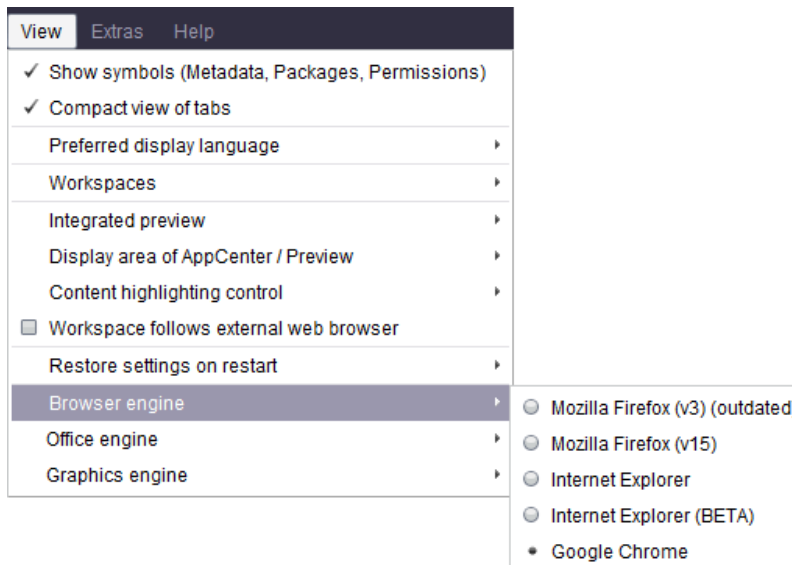 View Extras Help
Show symbols (Metadata, Packages, Permissions)
Compact view of tabs
Preferred display language
Workspaces
Integrated preview
Display area of AppCenter / Preview
Content highlighting control
Workspace follows external web browser
Restore settings on restart
Browser engine
Office engine
Graphics engine
Mozilla Firefox (v3) (outdated
Mozilla Firefox (v15)
Internet Explorer
Internet Explorer (BETA)
Google Chrome